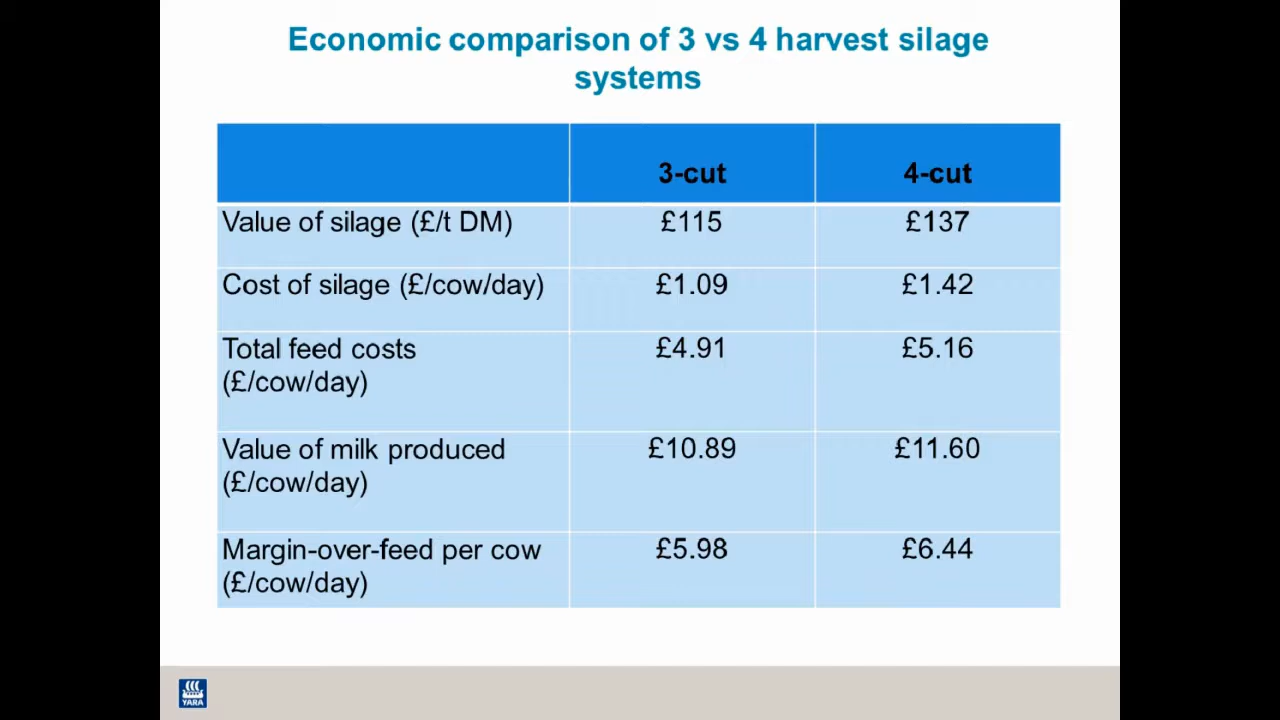 Economic comparison of 3 vs 4 harvest silage
systems
3-cut 4-cut
Value of silage (£/t DM) £115 £137
Cost of silage (£/cow/day) £1.09 £1.42
Total feed costs £4.91 £5.16
(£/cow/day)
Value of milk produced £10.89 £11.60
(£/cow/day)
Margin-over-feed per cow £5.98 £6.44
(£/cow/day)
YARA